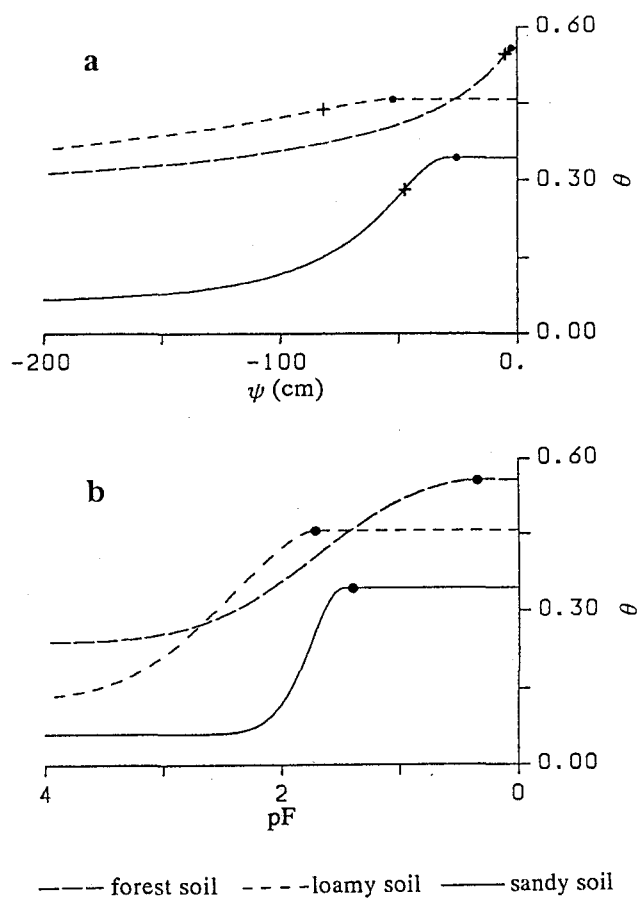 0.60
a
0.30
θ
0.00
-200 -100 0.
ψ (cm)
0.60
b
0.30
θ
0.00
4 2 0
pF
forest soil loamy soil sandy soil